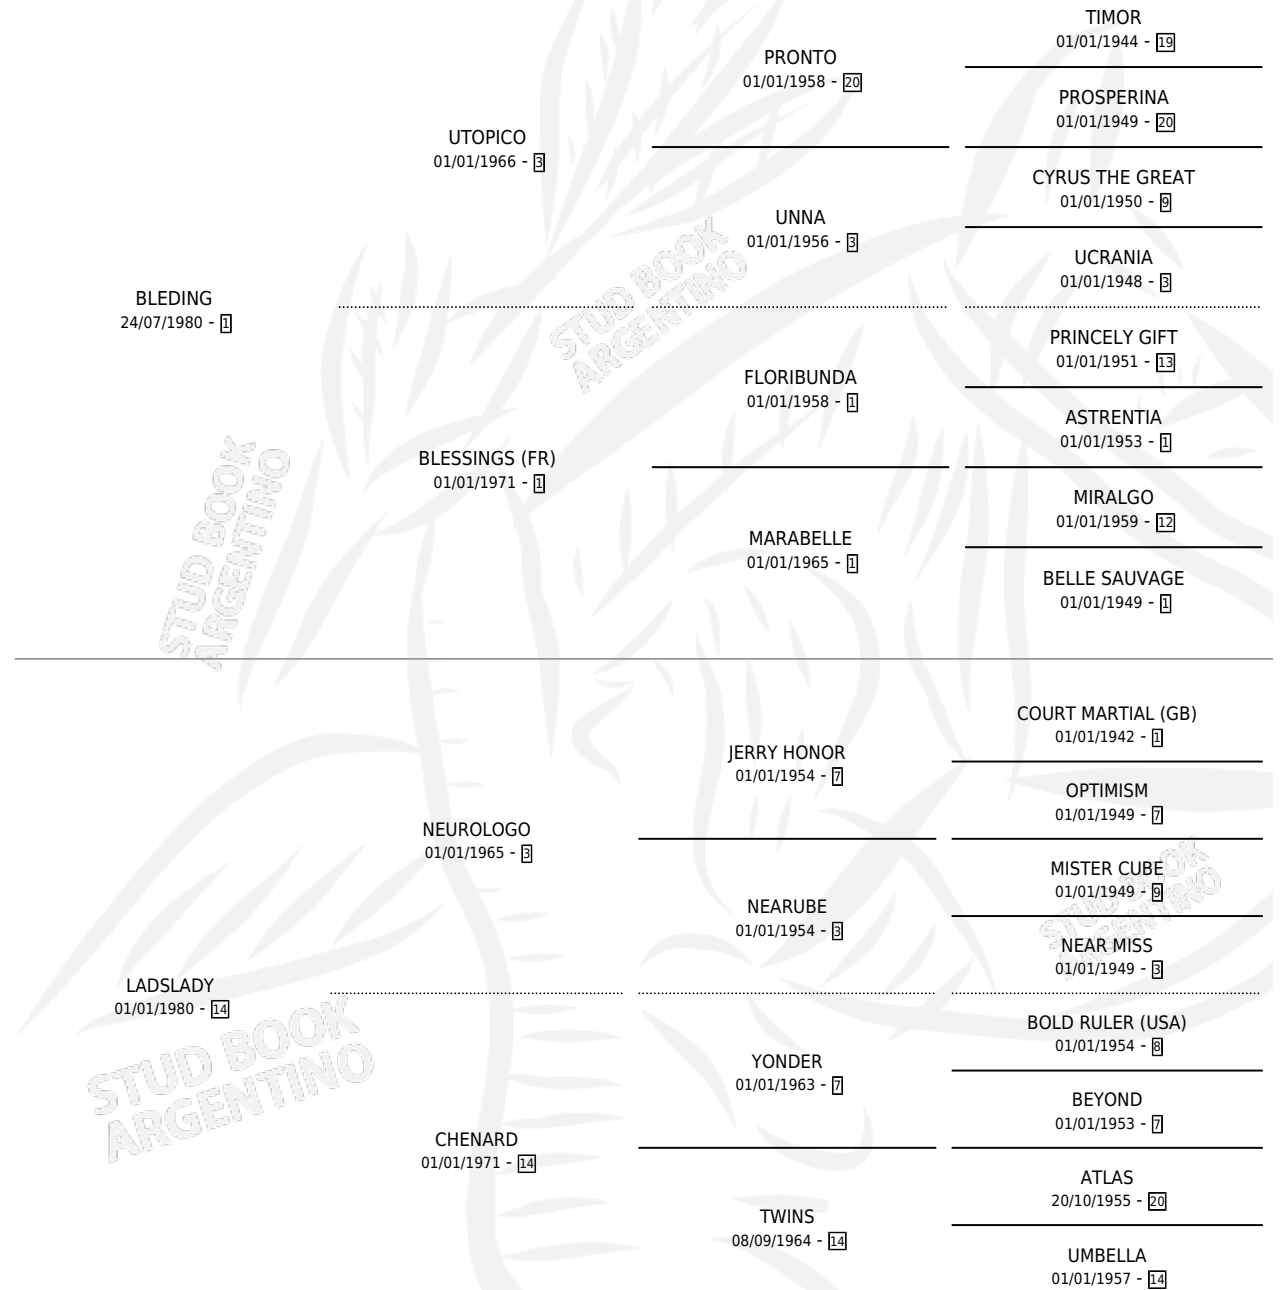 TIMOR
01/01/1944 - 19
PRONTO
01/01/1958 - 20
PROSPERINA
01/01/1949 - 20
UTOPICO
01/01/1966 - 3
CYRUS THE GREAT
01/01/1950 - 9
UNNA
01/01/1956 - 3
UCRANIA
01/01/1948 - 3
BLEDING
24/07/1980 - 1
STUD BOOK
ARGENTINO
PRINCELY GIFT
01/01/1951 - 13
FLORIBUNDA
01/01/1958 - 1
ASTRENTIA
01/01/1953 - 1
BLESSINGS (FR)
01/01/1971 - 1
MIRALGO
01/01/1959 - 12
MARABELLE
01/01/1965 - 1
BELLE SAUVAGE
01/01/1949 - 1
STUD BOOK
ARGENTINO
COURT MARTIAL (GB)
01/01/1942 - 1
JERRY HONOR
01/01/1954 - 7
OPTIMISM
01/01/1949 - 7
NEUROLOGO
01/01/1965 - 3
MISTER CUBE
01/01/1949 - 9
NEARUBE
01/01/1954 - 3
STUD BOOK
ARGENTINO
NEAR MISS
01/01/1949 - 3
LADSLADY
01/01/1980 - 14
BOLD RULER (USA)
01/01/1954 - 8
YONDER
01/01/1963 - 7
BEYOND
01/01/1953 - 7
STUD BOOK
ARGENTINO
CHENARD
01/01/1971 - 14
ATLAS
20/10/1955 - 20
TWINS
08/09/1964 - 14
UMBELLA
01/01/1957 - 14